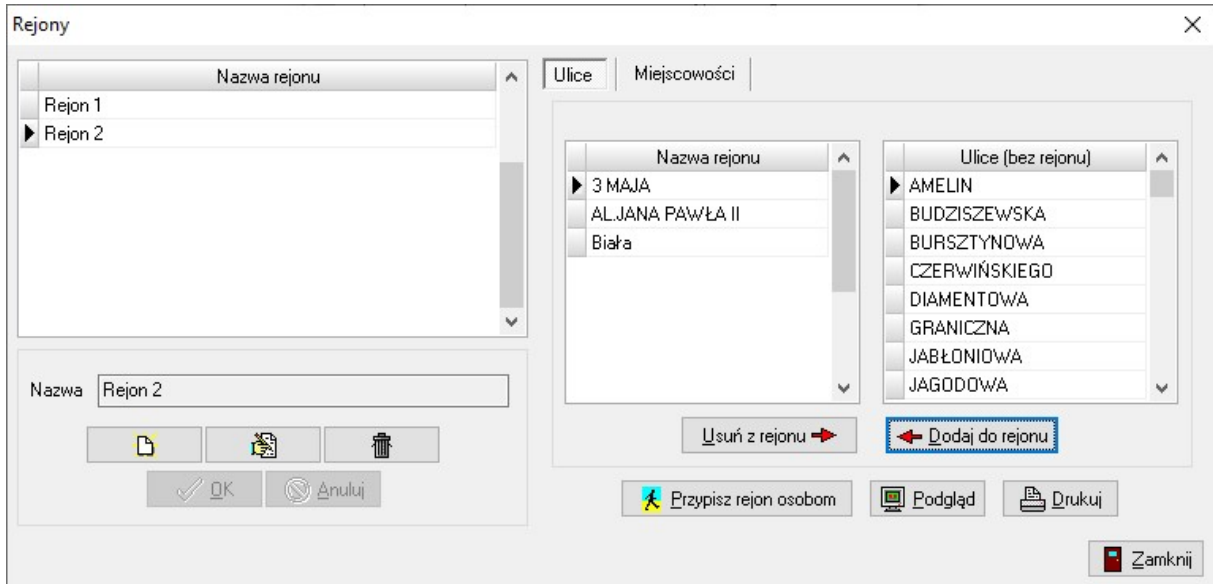 Rejony
Nazwa rejonu
Rejon 1
Rejon 2
Nazwa Rejon 2
OK Anuluj
Ulice Miejscowości
Nazwa rejonu
3 MAJA
AL.JANA PAWŁA II
Biała
Ulice (bez rejonu)
AMELIN
BUDZISZEWSKA
BURSZTYNOWA
CZERWIŃSKIEGO
DIAMENTOWA
GRANICZNA
JABŁONIOWA
JAGODOWA
Usuń z rejonu Dodaj do rejonu
Przypisz rejon osobom Podgląd Drukuj
Zamknij